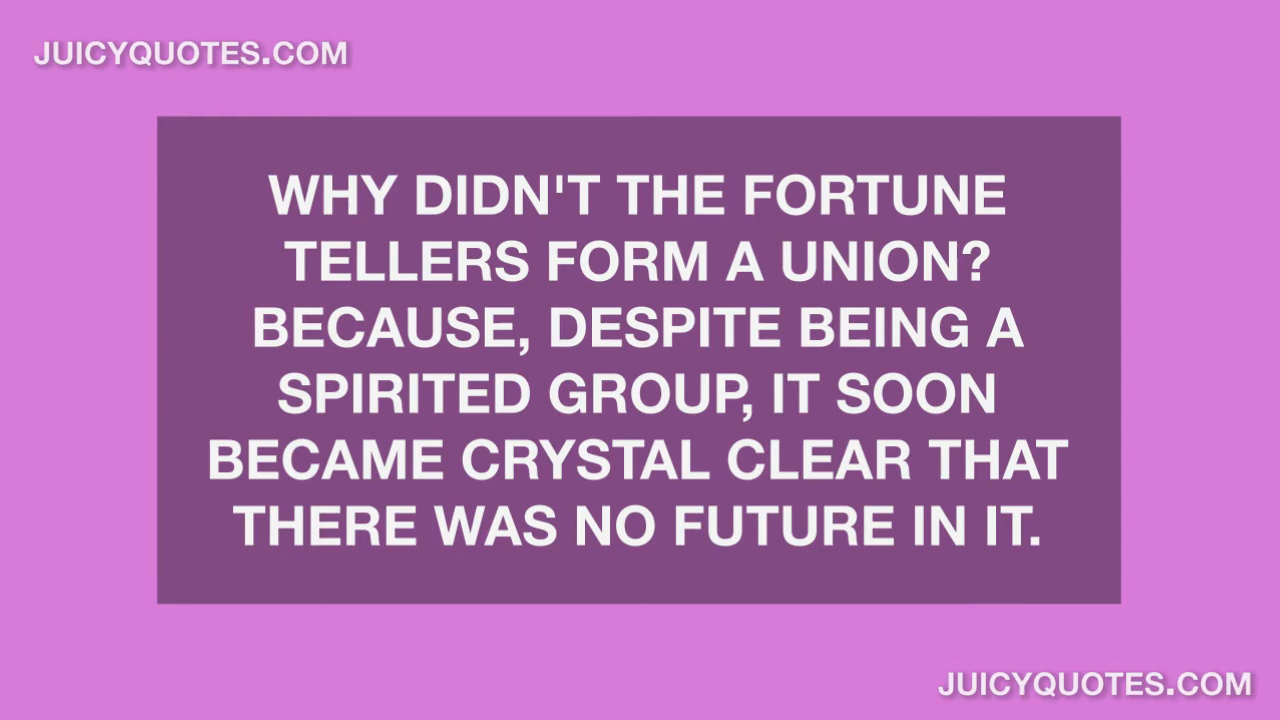 JUICYQUOTES.COM
WHY DIDN'T THE FORTUNE
TELLERS FORM A UNION?
BECAUSE, DESPITE BEING A
SPIRITED GROUP, IT SOON
BECAME CRYSTAL CLEAR THAT
THERE WAS NO FUTURE IN IT.
JUICYQUOTES.COM